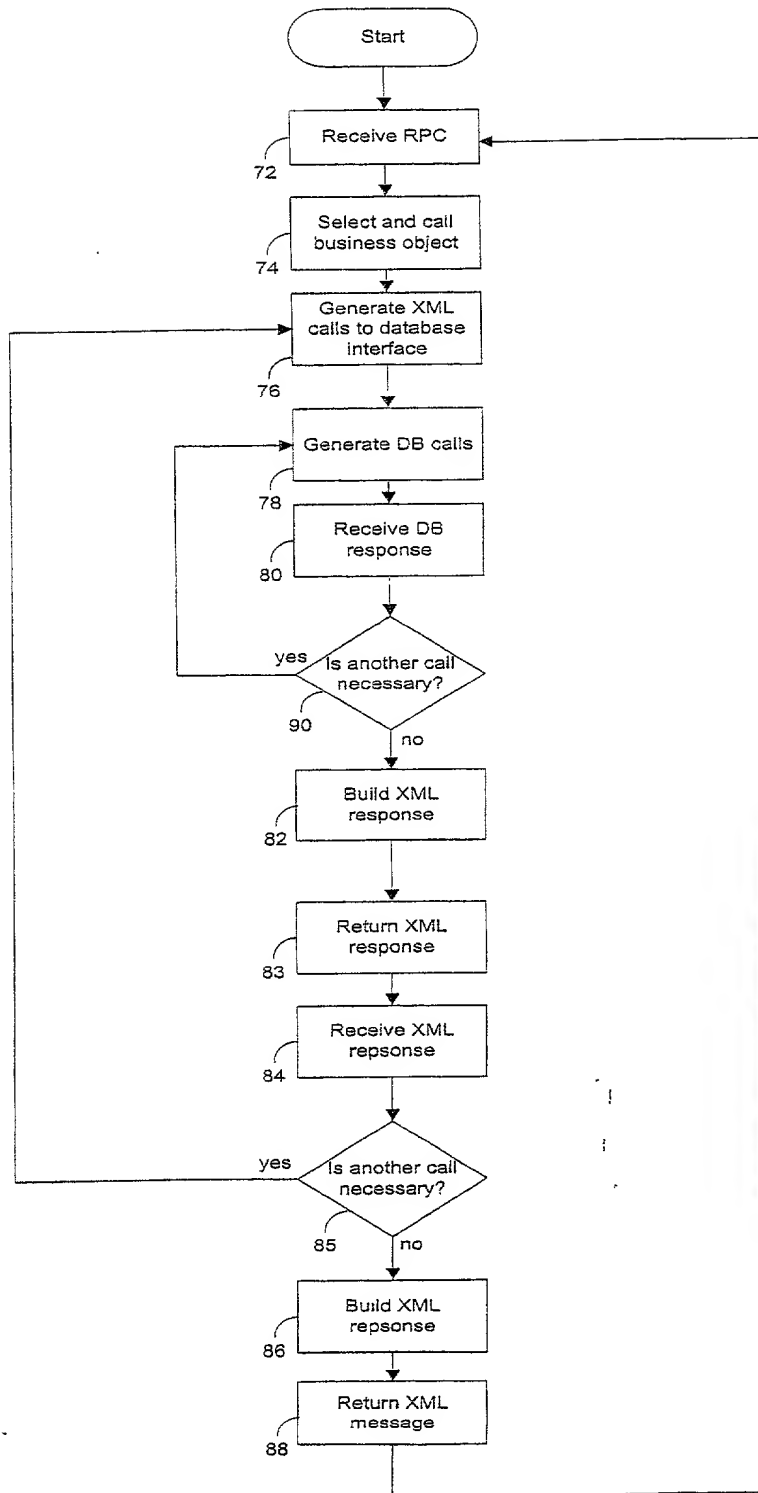 Start
Receive RPC
72
Select and call
business object
74
Generate XML
calls to database
interface
76
Generate DB calls
78
Receive DB
response
80
yes
Is another call
necessary?
90
no
Build XML
response
82
Return XML
response
83
Receive XML
repsonse
84
yes
Is another call
necessary?
85
no
Build XML
repsonse
86
Return XML
message
88